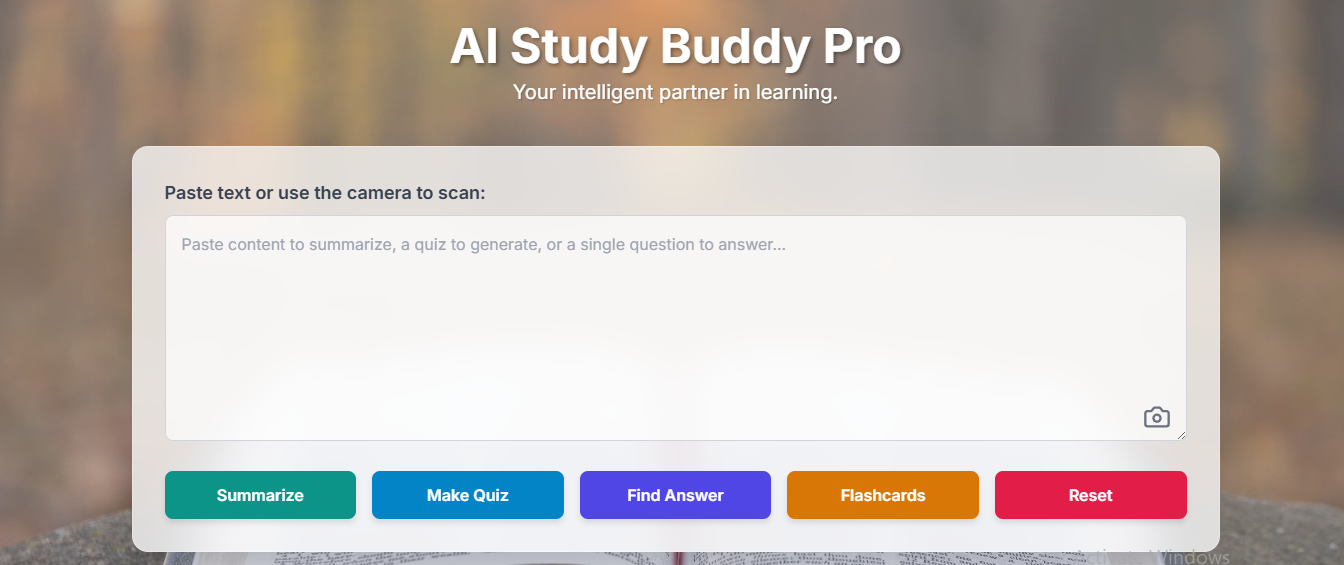 AI Study Buddy Pro
Your intelligent partner in learning.
Paste text or use the camera to scan:
Paste content to summarize, a quiz to generate, or a single question to answer...
Summarize Make Quiz Find Answer Flashcards Reset
Activate Windows